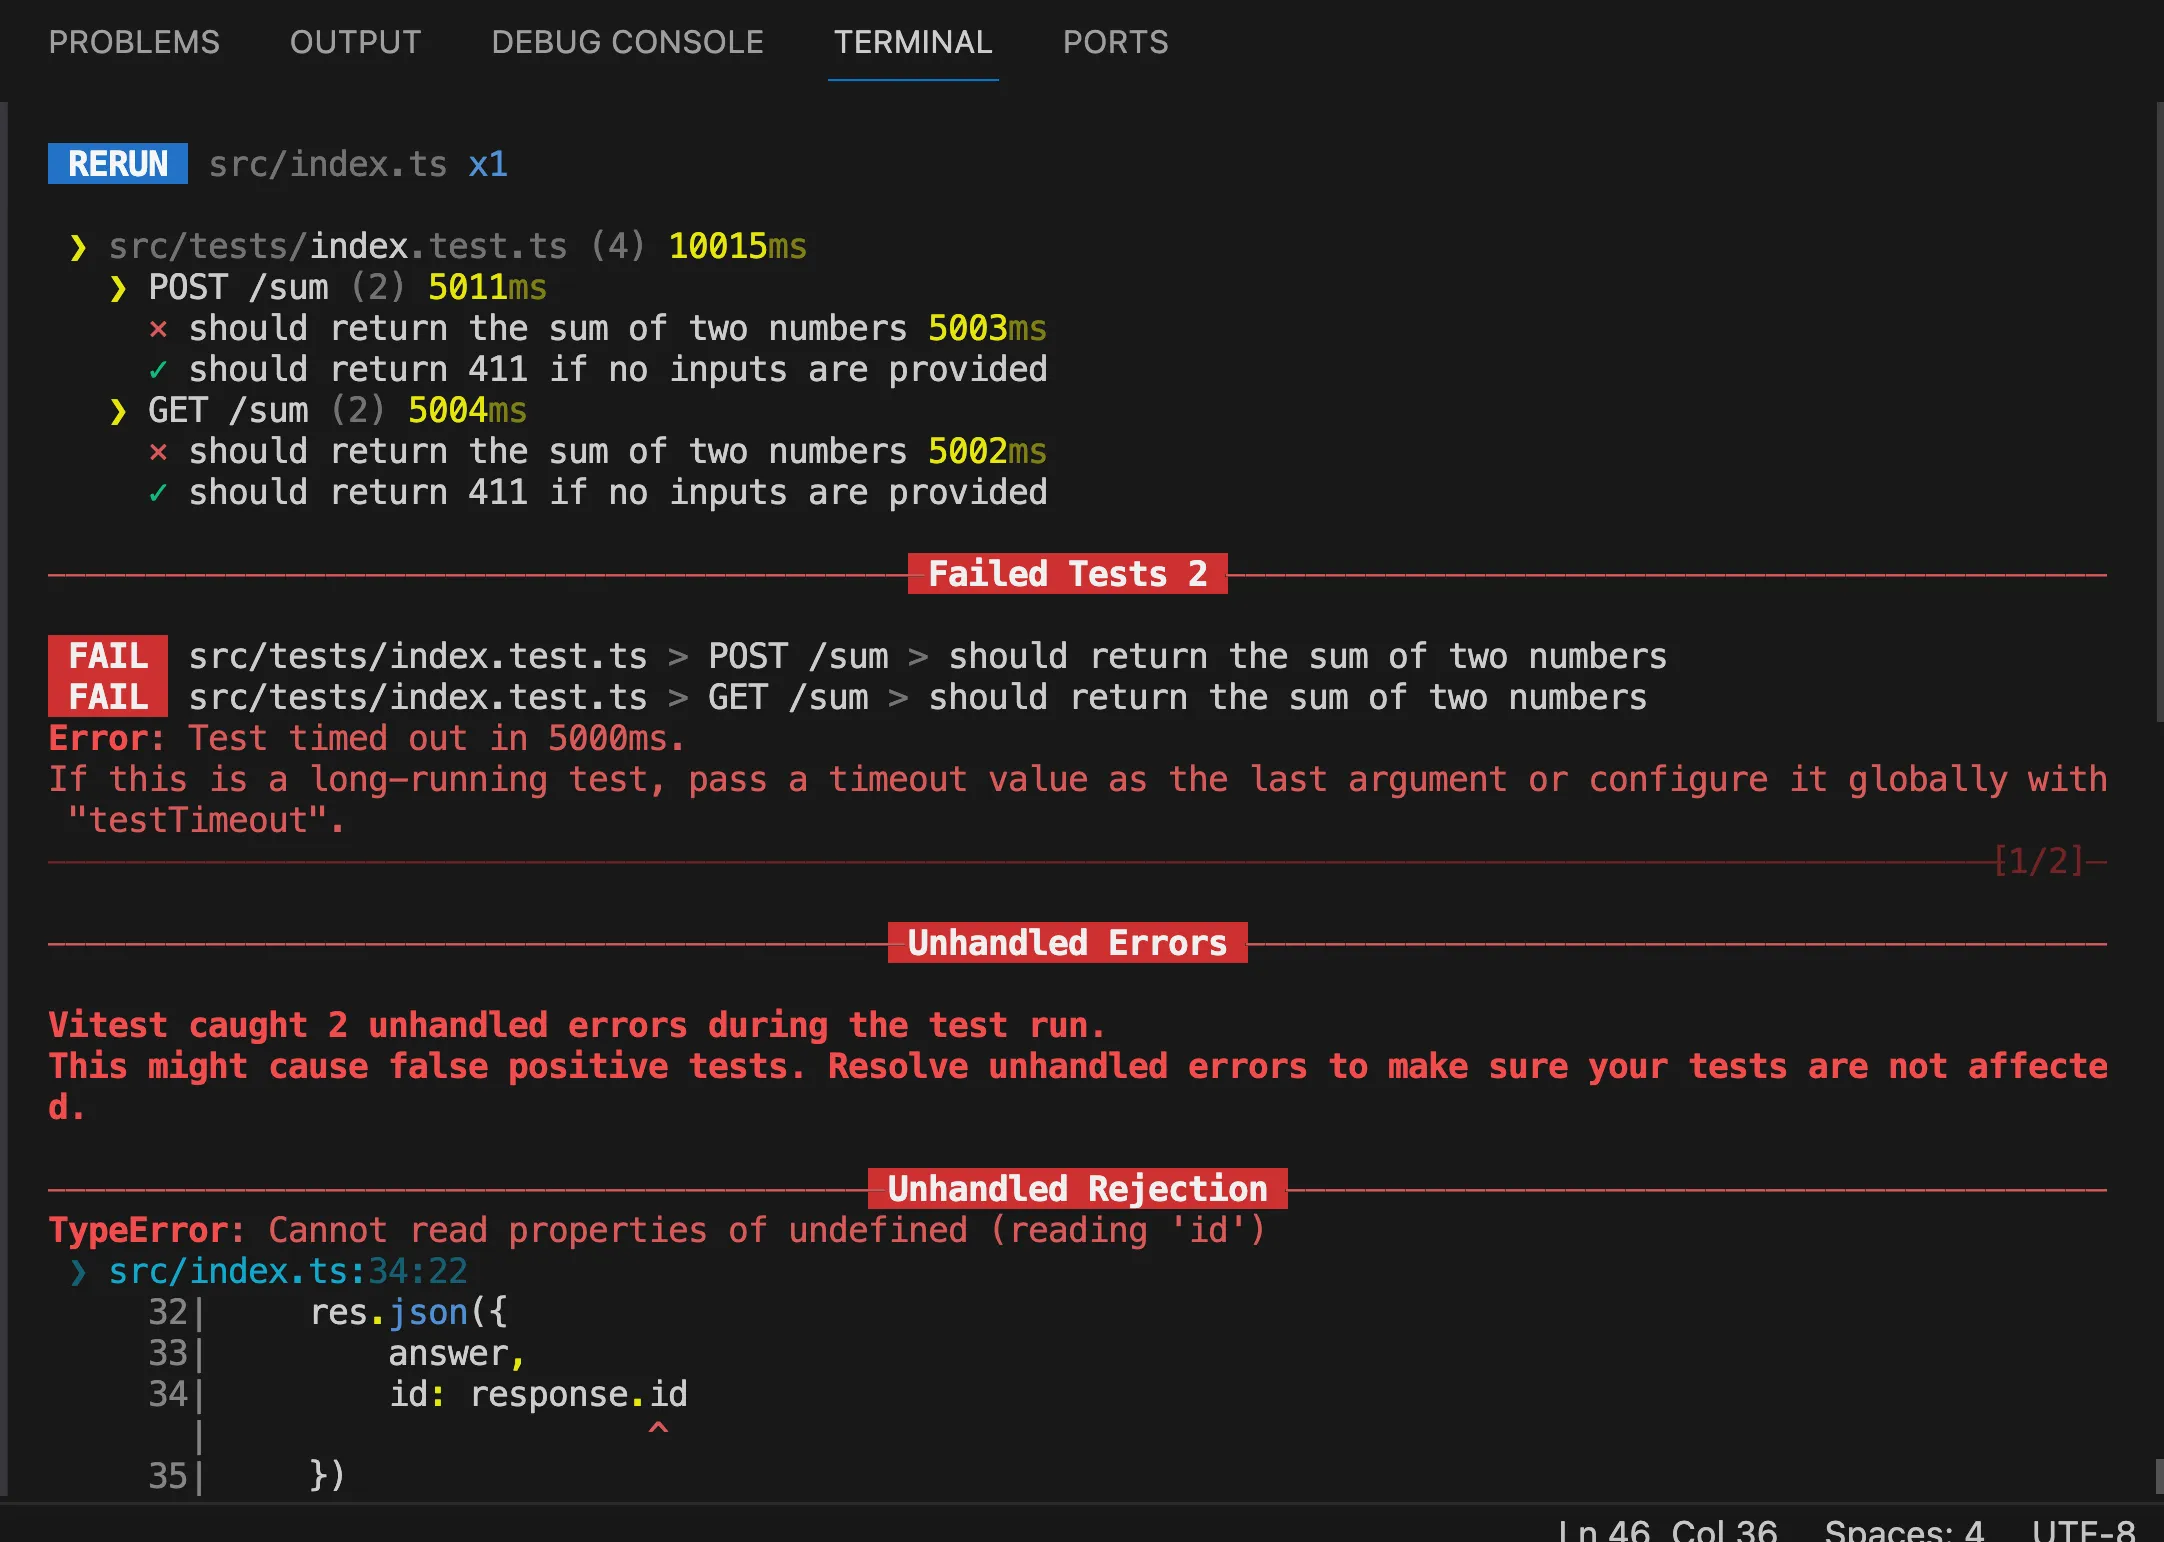 PROBLEMS OUTPUT DEBUG CONSOLE TERMINAL PORTS
RERUN src/index.ts x1
❯ src/tests/index.test.ts (4) 10015ms
❯ POST /sum (2) 5011ms
× should return the sum of two numbers 5003ms
✓ should return 411 if no inputs are provided
❯ GET /sum (2) 5004ms
× should return the sum of two numbers 5002ms
✓ should return 411 if no inputs are provided
Failed Tests 2
FAIL src/tests/index.test.ts > POST /sum > should return the sum of two numbers
FAIL src/tests/index.test.ts > GET /sum > should return the sum of two numbers
Error: Test timed out in 5000ms.
If this is a long-running test, pass a timeout value as the last argument or configure it globally with
"testTimeout".
[1/2]
Unhandled Errors
Vitest caught 2 unhandled errors during the test run.
This might cause false positive tests. Resolve unhandled errors to make sure your tests are not affecte
d.
Unhandled Rejection
TypeError: Cannot read properties of undefined (reading 'id')
❯ src/index.ts:34:22
32| res.json({
33| answer,
34| id: response.id
| ^
35| })
Ln 46, Col 36 Spaces: 4 UTF-8